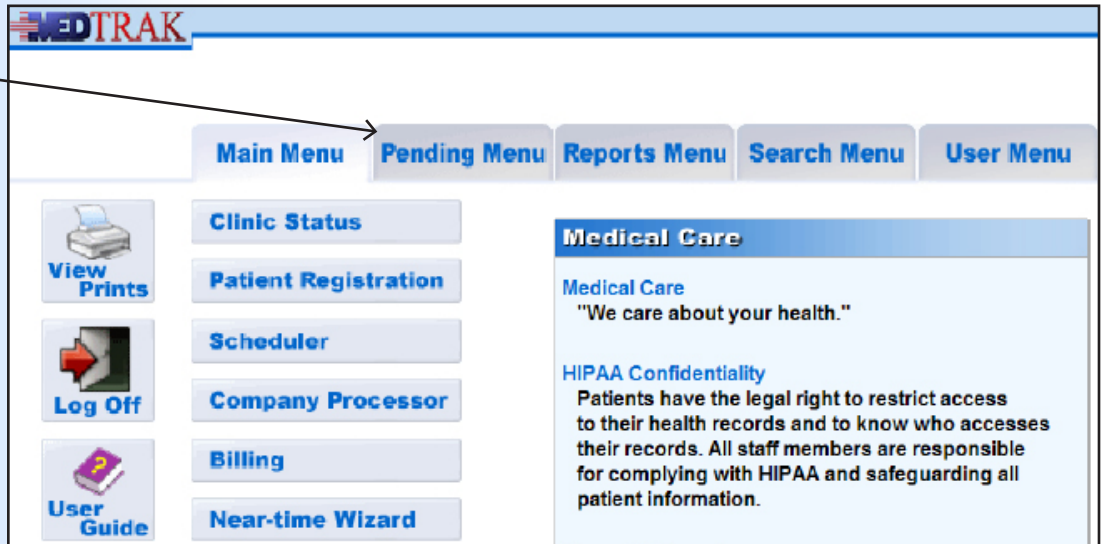 MEDTRAK
Main Menu
Pending Menu
Reports Menu
Search Menu
User Menu
View
Prints
Log Off
User
Guide
Clinic Status
Patient Registration
Scheduler
Company Processor
Billing
Near-time Wizard
Medical Care
Medical Care
"We care about your health."
HIPAA Confidentiality
Patients have the legal right to restrict access
to their health records and to know who accesses
their records. All staff members are responsible
for complying with HIPAA and safeguarding all
patient information.